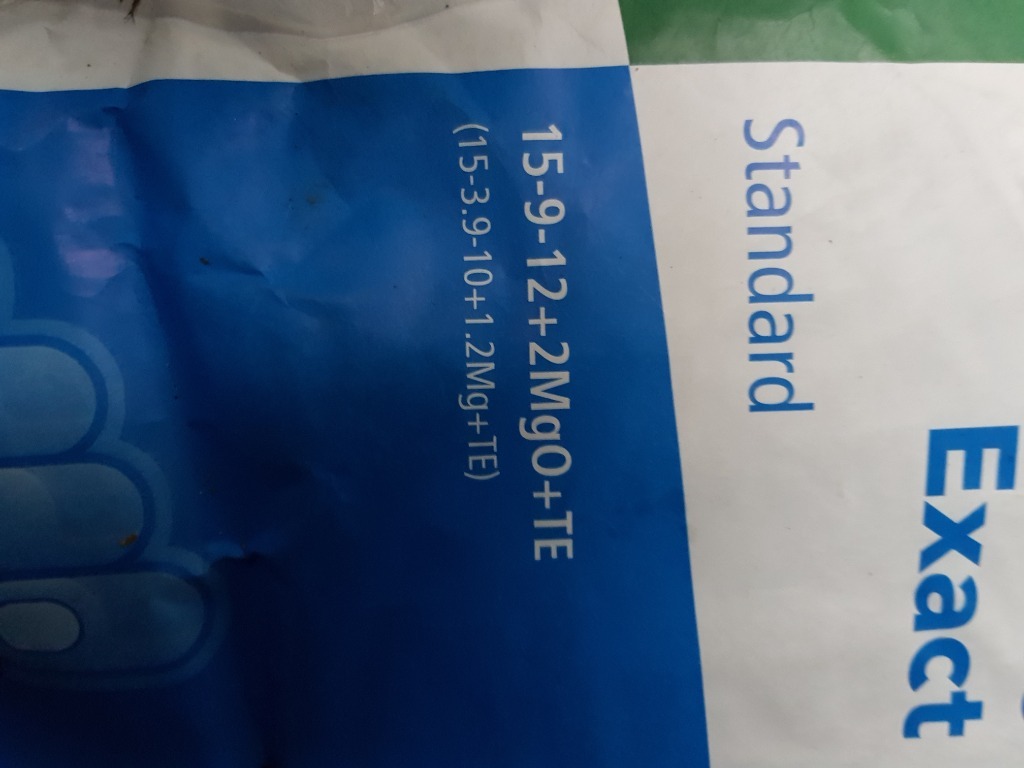 Exact
Standard
15-9-12+2MgO+TE
(15-3.9-10+1.2Mg+TE)